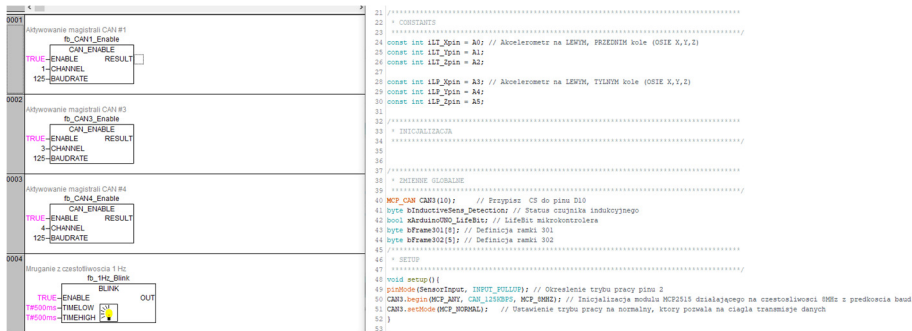 0001
Aktywowanie magistrali CAN #1
fb_CAN1_Enable
CAN_ENABLE
TRUE ENABLE RESULT
1 CHANNEL
125 BAUDRATE
0002
Aktywowanie magistrali CAN #3
fb_CAN3_Enable
CAN_ENABLE
TRUE ENABLE RESULT
3 CHANNEL
125 BAUDRATE
0003
Aktywowanie magistrali CAN #4
fb_CAN4_Enable
CAN_ENABLE
TRUE ENABLE RESULT
4 CHANNEL
125 BAUDRATE
0004
Mruganie z czestotliwoscia 1 Hz
fb_1Hz_Blink
BLINK
TRUE ENABLE OUT
T#500ms TIMELOW
T#500ms TIMEHIGH
21 /***********************************************************************
22 * CONSTANTS
23 ***********************************************************************/
24 const int iLT_Xpin = A0; // Akcelerometr na LEWYM, PRZEDNIM kole (OSIE X,Y,Z)
25 const int iLT_Ypin = A1;
26 const int iLT_Zpin = A2;
27
28 const int iLP_Xpin = A3; // Akcelerometr na LEWYM, TYLNYM kole (OSIE X,Y,Z)
29 const int iLP_Ypin = A4;
30 const int iLP_Zpin = A5;
31
32 /***********************************************************************
33 * INICJALIZACJA
34 ***********************************************************************/
35
36
37 /***********************************************************************
38 * ZMIENNE GLOBALNE
39 ***********************************************************************/
40 MCP_CAN CAN3(10); // Przypisz CS do pinu D10
41 byte bInductiveSens_Detection; // Status czujnika indukcyjnego
42 bool xArduinoUNO_LifeBit; // LifeBit mikrokontrolera
43 byte bFrame301[8]; // Definicja ramki 301
44 byte bFrame302[5]; // Definicja ramki 302
45 /***********************************************************************
46 * SETUP
47 ***********************************************************************/
48 void setup(){
49 pinMode(SensorInput, INPUT_PULLUP); // Okreslenie trybu pracy pinu 2
50 CAN3.begin(MCP_ANY, CAN_125KBPS, MCP_8MHZ); // Inicjalizacja modulu MCP2515 dzialajacego na czestosliwosci 8MHz z predkoscia baud
51 CAN3.setMode(MCP_NORMAL); // Ustawienie trybu pracy na normalny, ktory pozwala na ciagla transmisje danych
52 }
53